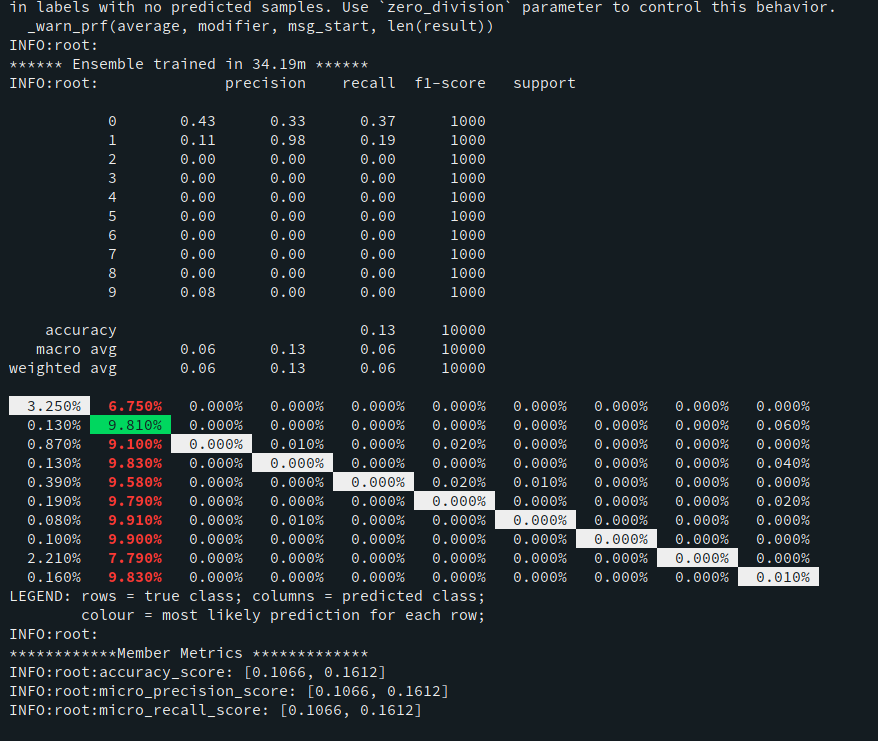 in labels with no predicted samples. Use `zero_division` parameter to control this behavior.
_warn_prf(average, modifier, msg_start, len(result))
INFO:root:
****** Ensemble trained in 34.19m ******
INFO:root: precision recall f1-score support
0 0.43 0.33 0.37 1000
1 0.11 0.98 0.19 1000
2 0.00 0.00 0.00 1000
3 0.00 0.00 0.00 1000
4 0.00 0.00 0.00 1000
5 0.00 0.00 0.00 1000
6 0.00 0.00 0.00 1000
7 0.00 0.00 0.00 1000
8 0.00 0.00 0.00 1000
9 0.08 0.00 0.00 1000
accuracy 0.13 10000
macro avg 0.06 0.13 0.06 10000
weighted avg 0.06 0.13 0.06 10000
3.250% 6.750% 0.000% 0.000% 0.000% 0.000% 0.000% 0.000% 0.000% 0.000%
0.130% 9.810% 0.000% 0.000% 0.000% 0.000% 0.000% 0.000% 0.000% 0.060%
0.870% 9.100% 0.000% 0.010% 0.000% 0.020% 0.000% 0.000% 0.000% 0.000%
0.130% 9.830% 0.000% 0.000% 0.000% 0.000% 0.000% 0.000% 0.000% 0.040%
0.390% 9.580% 0.000% 0.000% 0.000% 0.020% 0.010% 0.000% 0.000% 0.000%
0.190% 9.790% 0.000% 0.000% 0.000% 0.000% 0.000% 0.000% 0.000% 0.020%
0.080% 9.910% 0.000% 0.010% 0.000% 0.000% 0.000% 0.000% 0.000% 0.000%
0.100% 9.900% 0.000% 0.000% 0.000% 0.000% 0.000% 0.000% 0.000% 0.000%
2.210% 7.790% 0.000% 0.000% 0.000% 0.000% 0.000% 0.000% 0.000% 0.000%
0.160% 9.830% 0.000% 0.000% 0.000% 0.000% 0.000% 0.000% 0.000% 0.010%
LEGEND: rows = true class; columns = predicted class;
colour = most likely prediction for each row;
INFO:root:
************Member Metrics *************
INFO:root:accuracy_score: [0.1066, 0.1612]
INFO:root:micro_precision_score: [0.1066, 0.1612]
INFO:root:micro_recall_score: [0.1066, 0.1612]